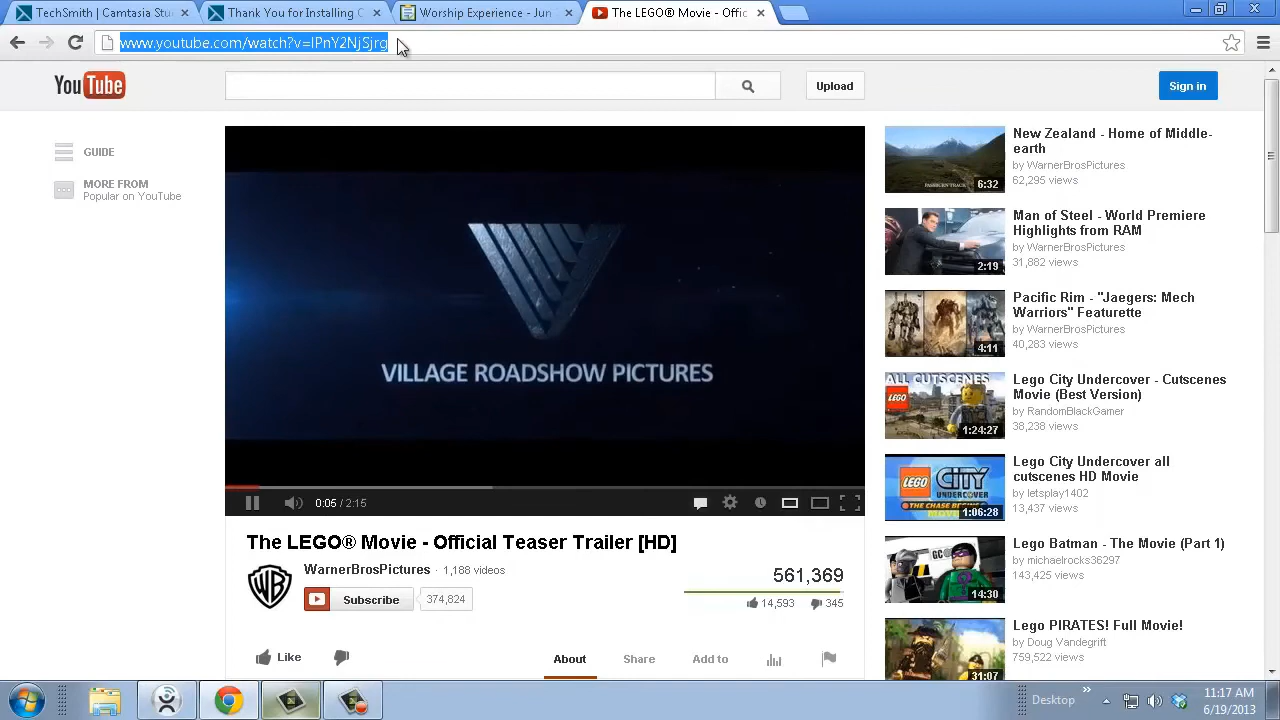 TechSmith | Camtasia Stu
Thank You for Installing C
Worship Experience - Jun
The LEGO® Movie - Offic
www.youtube.com/watch?v=lPnY2NjSjrg
YouTube
Upload
Sign in
GUIDE
MORE FROM
Popular on YouTube
VILLAGE ROADSHOW PICTURES
0:05 / 2:15
The LEGO® Movie - Official Teaser Trailer [HD]
WB
WarnerBrosPictures · 1,186 videos
Subscribe
374,824
561,369
14,593
345
Like
About
Share
Add to
New Zealand - Home of Middle-
earth
by WarnerBrosPictures
62,295 views
6:32
Man of Steel - World Premiere
Highlights from RAM
by WarnerBrosPictures
31,882 views
2:19
Pacific Rim - "Jaegers: Mech
Warriors" Featurette
by WarnerBrosPictures
40,283 views
4:11
ALL CUTSCENES
LEGO
Lego City Undercover - Cutscenes
Movie (Best Version)
by RandomBlackGamer
38,238 views
1:24:27
LEGO CITY
UNDERCOVER
THE CHASE BEGINS
MOVIE
Lego City Undercover all
cutscenes HD Movie
by letsplay1402
13,437 views
1:06:28
Lego Batman - The Movie (Part 1)
by michaelrocks36297
143,425 views
14:30
Lego PIRATES! Full Movie!
by Doug Vandegrift
759,522 views
31:07
Desktop
11:17 AM
6/19/2013